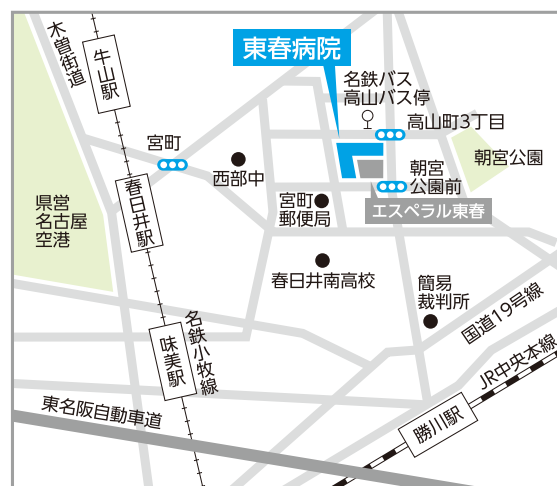 木曽街道
牛山駅
東春病院
名鉄バス
高山バス停
高山町3丁目
宮町
西部中
朝宮
公園前
朝宮公園
春日井駅
宮町
郵便局
エスペラル東春
県営
名古屋
空港
春日井南高校
簡易
裁判所
国道19号線
味美駅
名鉄小牧線
JR中央本線
東名阪自動車道
勝川駅